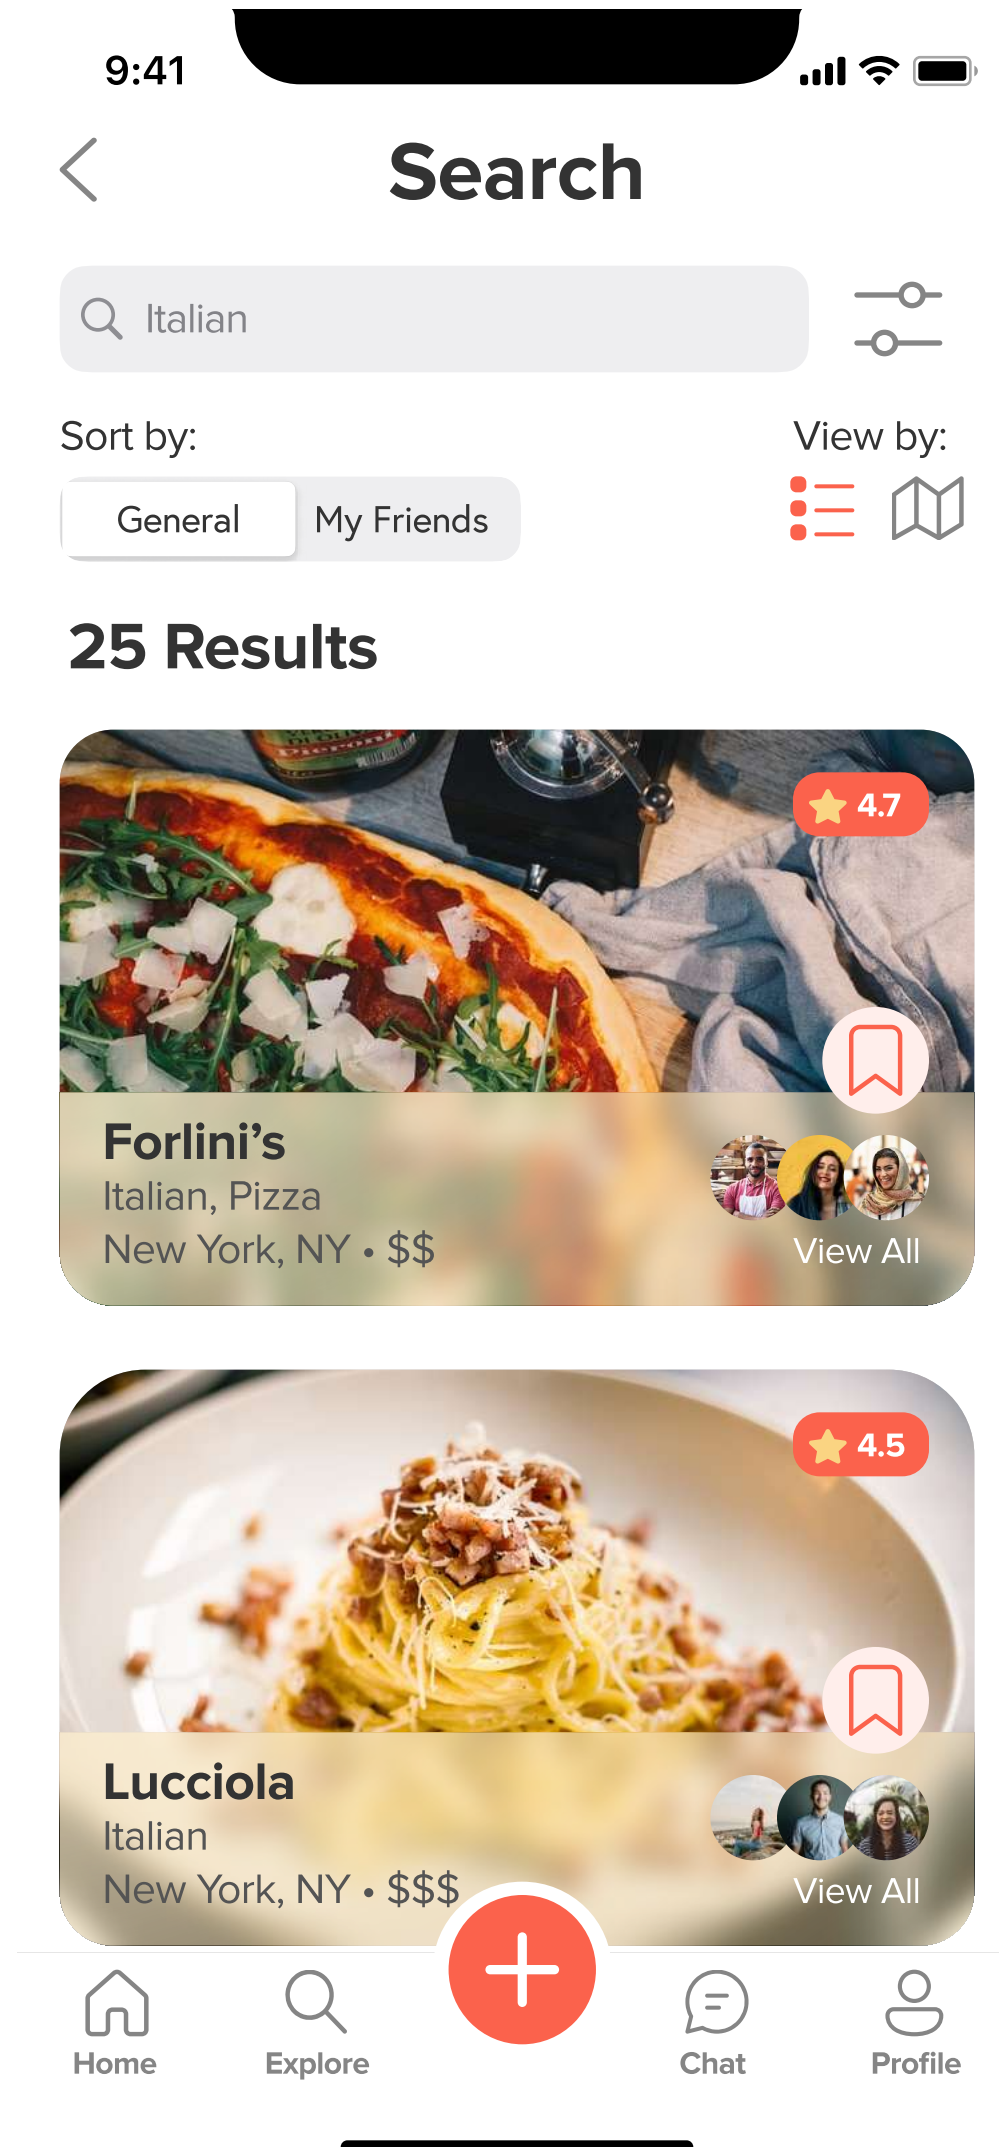 9:41
Search
Italian
Sort by:
View by:
General
My Friends
25 Results
Pieroni
4.7
Forlini's
Italian, Pizza
New York, NY • $$
View All
4.5
Lucciola
Italian
New York, NY • $$$
View All
Home
Explore
Chat
Profile